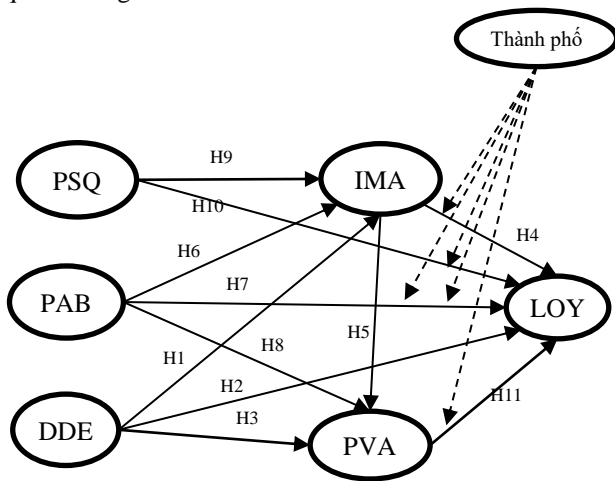 Thành phố
H9
PSQ
IMA
H10
H4
H6
PAB
H7
LOY
H5
H1
H8
H2
H11
DDE
H3
PVA